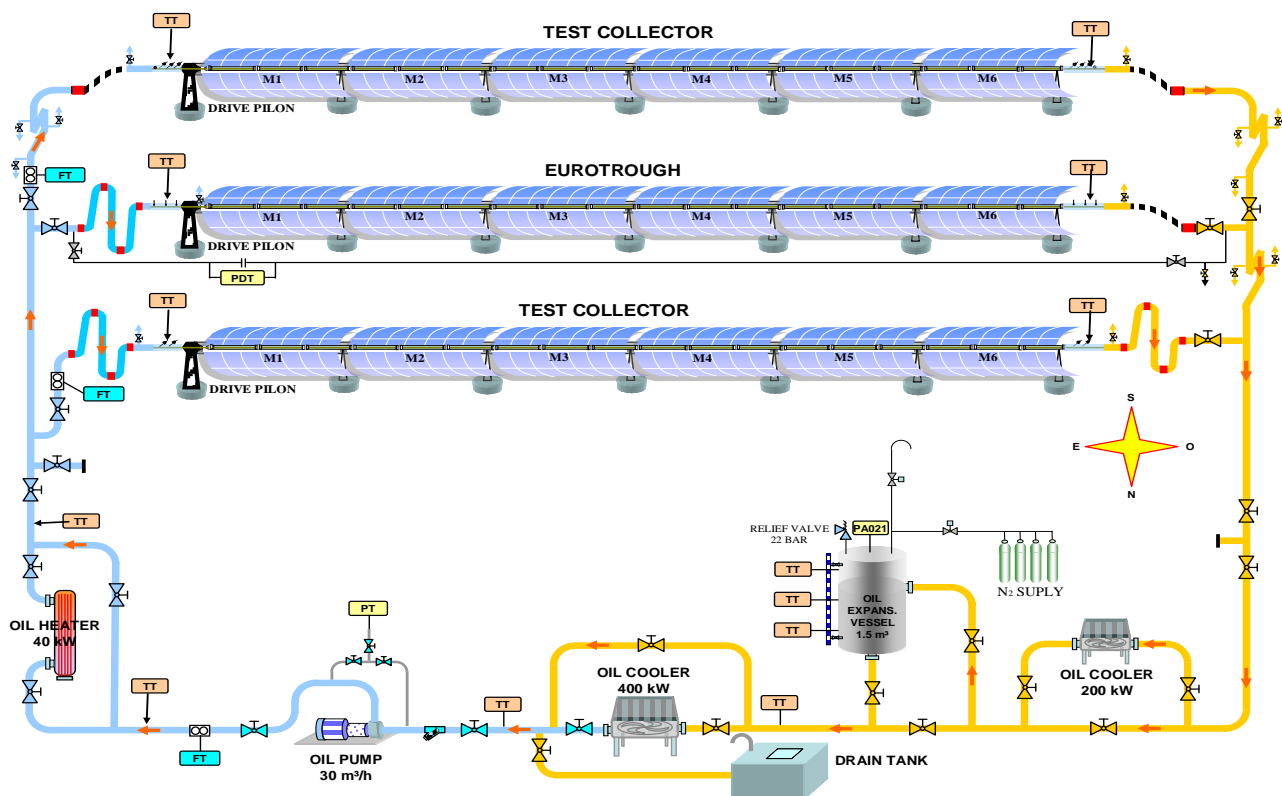 TEST COLLECTOR
TT
TT
M1 M2 M3 M4 M5 M6
DRIVE PILON
FT
EUROTROUGH
TT
TT
M1 M2 M3 M4 M5 M6
DRIVE PILON
PDT
TEST COLLECTOR
TT
TT
M1 M2 M3 M4 M5 M6
DRIVE PILON
FT
S
E O
N
TT
RELIEF VALVE
22 BAR
PA021
TT
TT
TT
OIL
EXPANS.
VESSEL
1.5 m³
N2 SUPLY
OIL HEATER
40 kW
PT
OIL COOLER
400 kW
OIL COOLER
200 kW
TT
TT
TT
FT
OIL PUMP
30 m³/h
DRAIN TANK